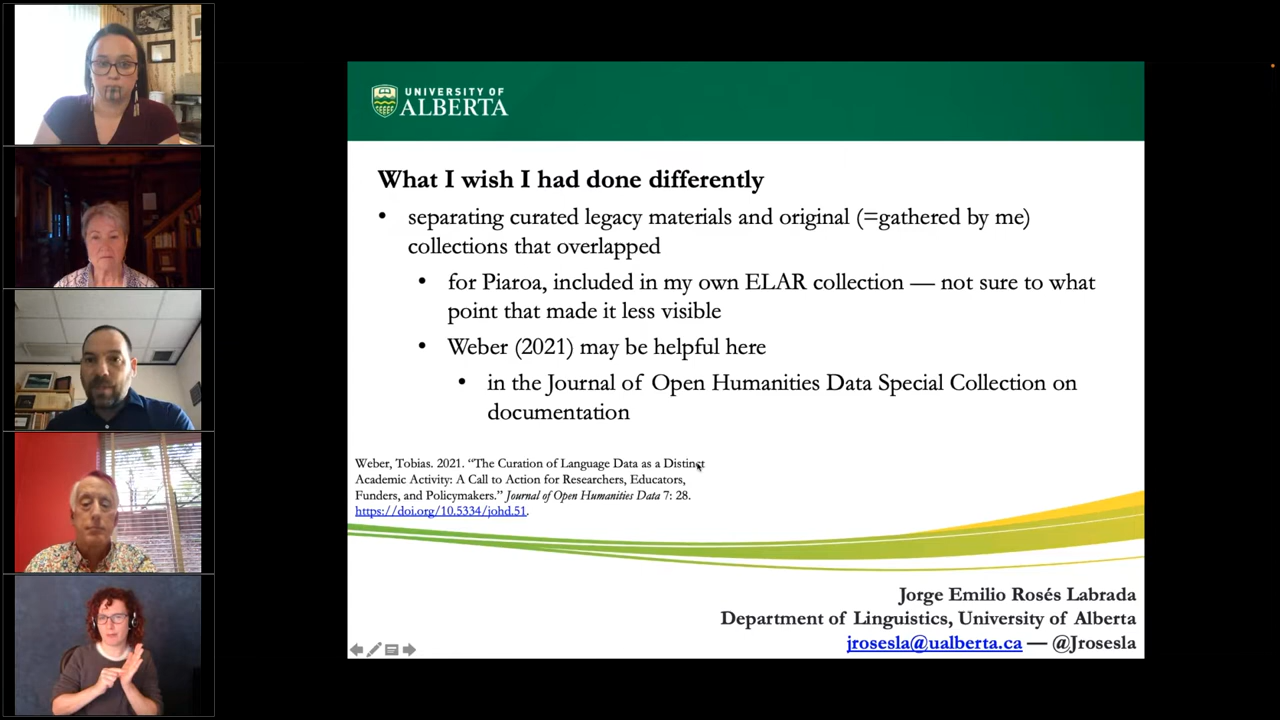 UNIVERSITY OF
ALBERTA
What I wish I had done differently
• separating curated legacy materials and original (=gathered by me)
collections that overlapped
• for Piaroa, included in my own ELAR collection — not sure to what
point that made it less visible
• Weber (2021) may be helpful here
• in the Journal of Open Humanities Data Special Collection on
documentation
Weber, Tobias. 2021. “The Curation of Language Data as a Distinct
Academic Activity: A Call to Action for Researchers, Educators,
Funders, and Policymakers.” Journal of Open Humanities Data 7: 28.
https://doi.org/10.5334/johd.51.
Jorge Emilio Rosés Labrada
Department of Linguistics, University of Alberta
jrosesla@ualberta.ca — @Jrosesla